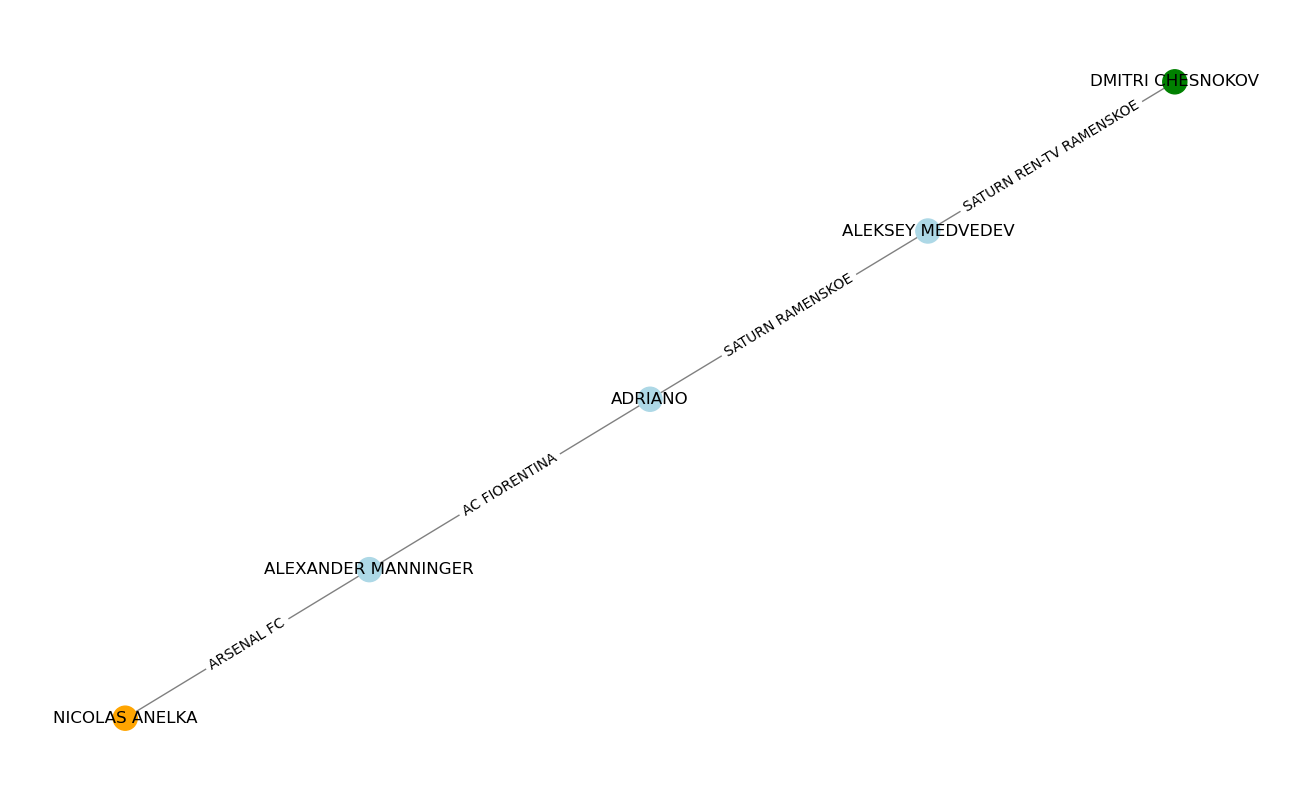 DMITRI CHESNOKOV
SATURN REN-TV RAMENSKOE
ALEKSEY MEDVEDEV
SATURN RAMENSKOE
ADRIANO
AC FIORENTINA
ALEXANDER MANNINGER
ARSENAL FC
NICOLAS ANELKA